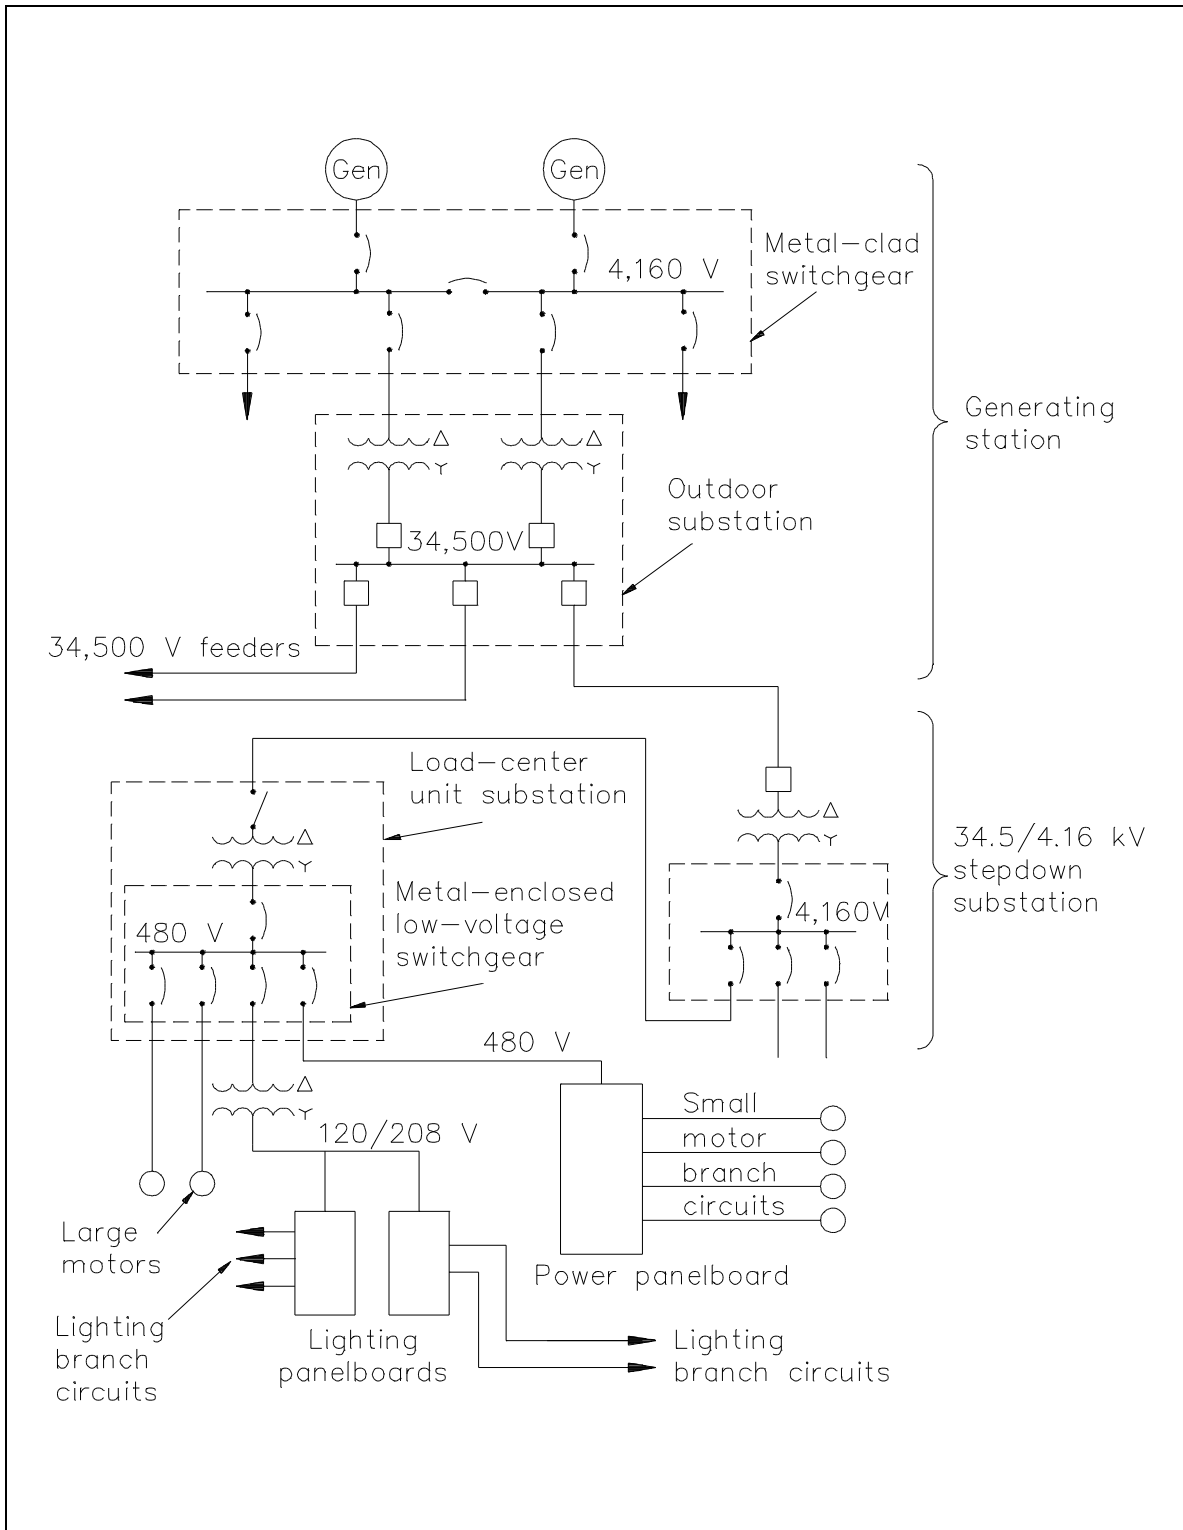 Gen
Gen
Metal-clad
switchgear
4,160 V
Generating
station
Outdoor
substation
34,500V
34,500 V feeders
Load-center
unit substation
34.5/4.16 kV
stepdown
substation
Metal-enclosed
low-voltage
switchgear
4,160V
480 V
480 V
Small
motor
branch
circuits
120/208 V
Large
motors
Power panelboard
Lighting
branch
circuits
Lighting
panelboards
Lighting
branch circuits